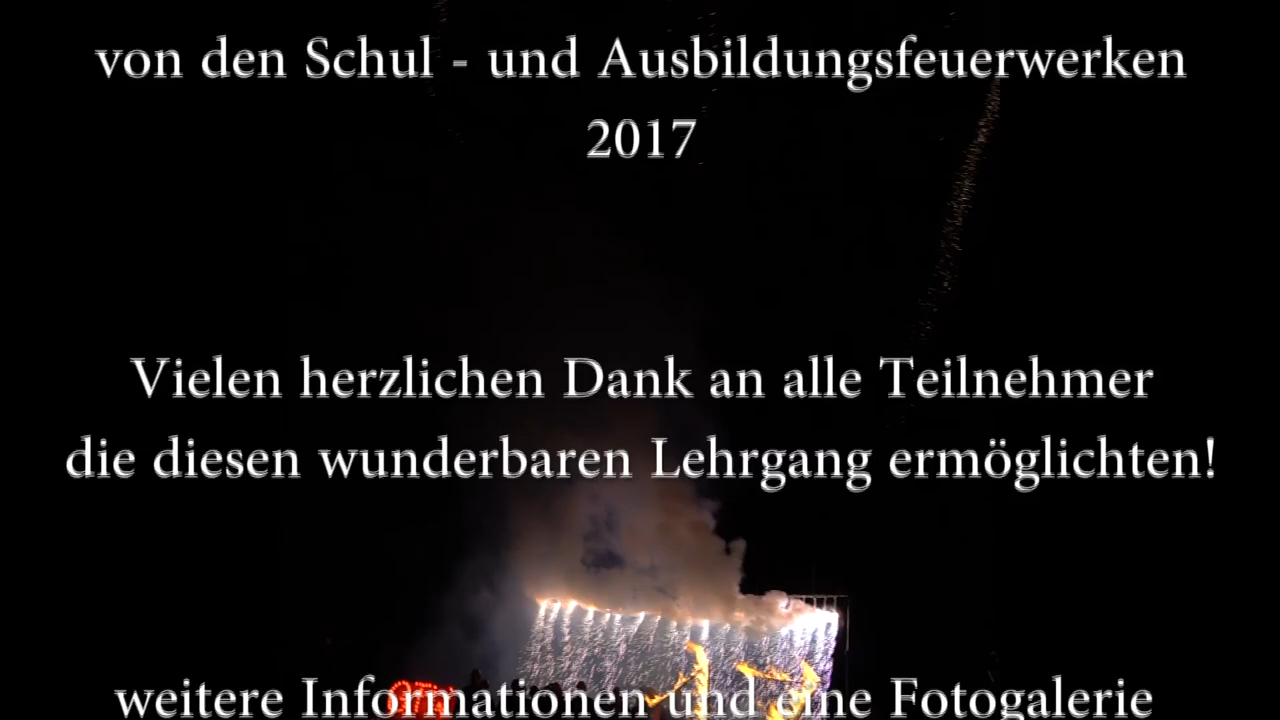 von den Schul - und Ausbildungsfeuerwerken
2017
Vielen herzlichen Dank an alle Teilnehmer
die diesen wunderbaren Lehrgang ermöglichten!
weitere Informationen und eine Fotogalerie